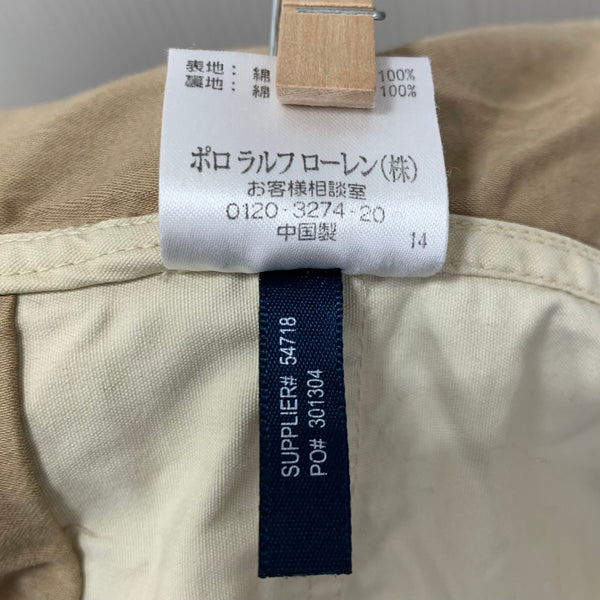 表地: 綿 100%
裏地: 綿 100%
ポロ ラルフ ローレン(株)
お客様相談室
0120-3274-20
中国製
14
SUPPLIER# 54718
PO# 301304